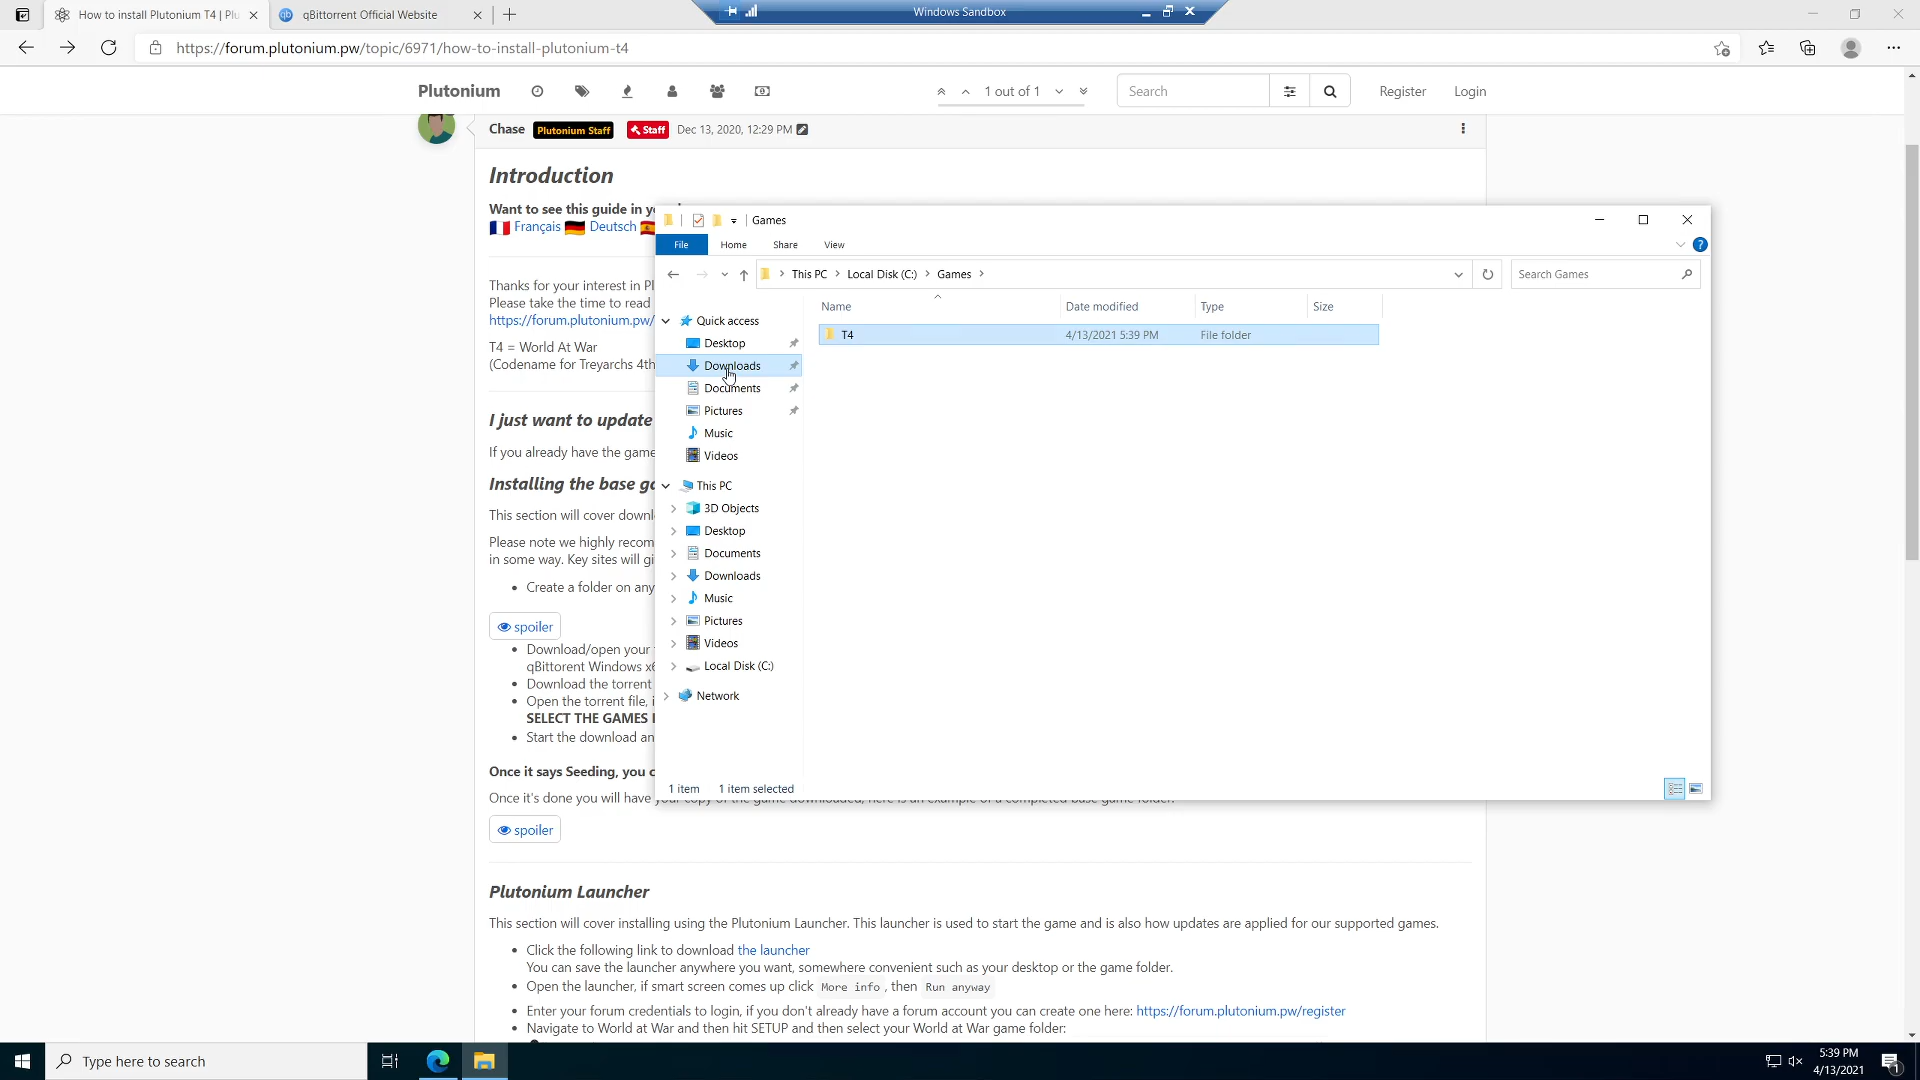 How to install Plutonium T4 | Plu
qBittorrent Official Website
Windows Sandbox
https://forum.plutonium.pw/topic/6971/how-to-install-plutonium-t4
Plutonium
1 out of 1
Search
Register
Login
Chase Plutonium Staff Staff Dec 13, 2020, 12:29 PM
Introduction
Want to see this guide in
Français Deutsch
Thanks for your interest in
Please take the time to read
https://forum.plutonium.pw/
T4 = World At War
(Codename for Treyarchs 4th
I just want to update
If you already have the game
Installing the base
This section will cover
Please note we highly
in some way. Key sites will
Create a folder on any
spoiler
Download/open your
qBittorent Windows
Download the torrent
Open the torrent file,
SELECT THE GAMES
Start the download
Once it says Seeding, you
Once it's done you will have your copy of the game downloaded, here is an example of a completed base game folder.
spoiler
Plutonium Launcher
This section will cover installing using the Plutonium Launcher. This launcher is used to start the game and is also how updates are applied for our supported games.
Click the following link to download the launcher
You can save the launcher anywhere you want, somewhere convenient such as your desktop or the game folder.
Open the launcher, if smart screen comes up click More info , then Run anyway
Enter your forum credentials to login, if you don't already have a forum account you can create one here: https://forum.plutonium.pw/register
Navigate to World at War and then hit SETUP and then select your World at War game folder:
Games
File Home Share View
This PC > Local Disk (C:) > Games >
Search Games
Name Date modified Type Size
T4 4/13/2021 5:39 PM File folder
Quick access
Desktop
Downloads
Documents
Pictures
Music
Videos
This PC
3D Objects
Desktop
Documents
Downloads
Music
Pictures
Videos
Local Disk (C:)
Network
1 item 1 item selected
Type here to search
5:39 PM
4/13/2021
1